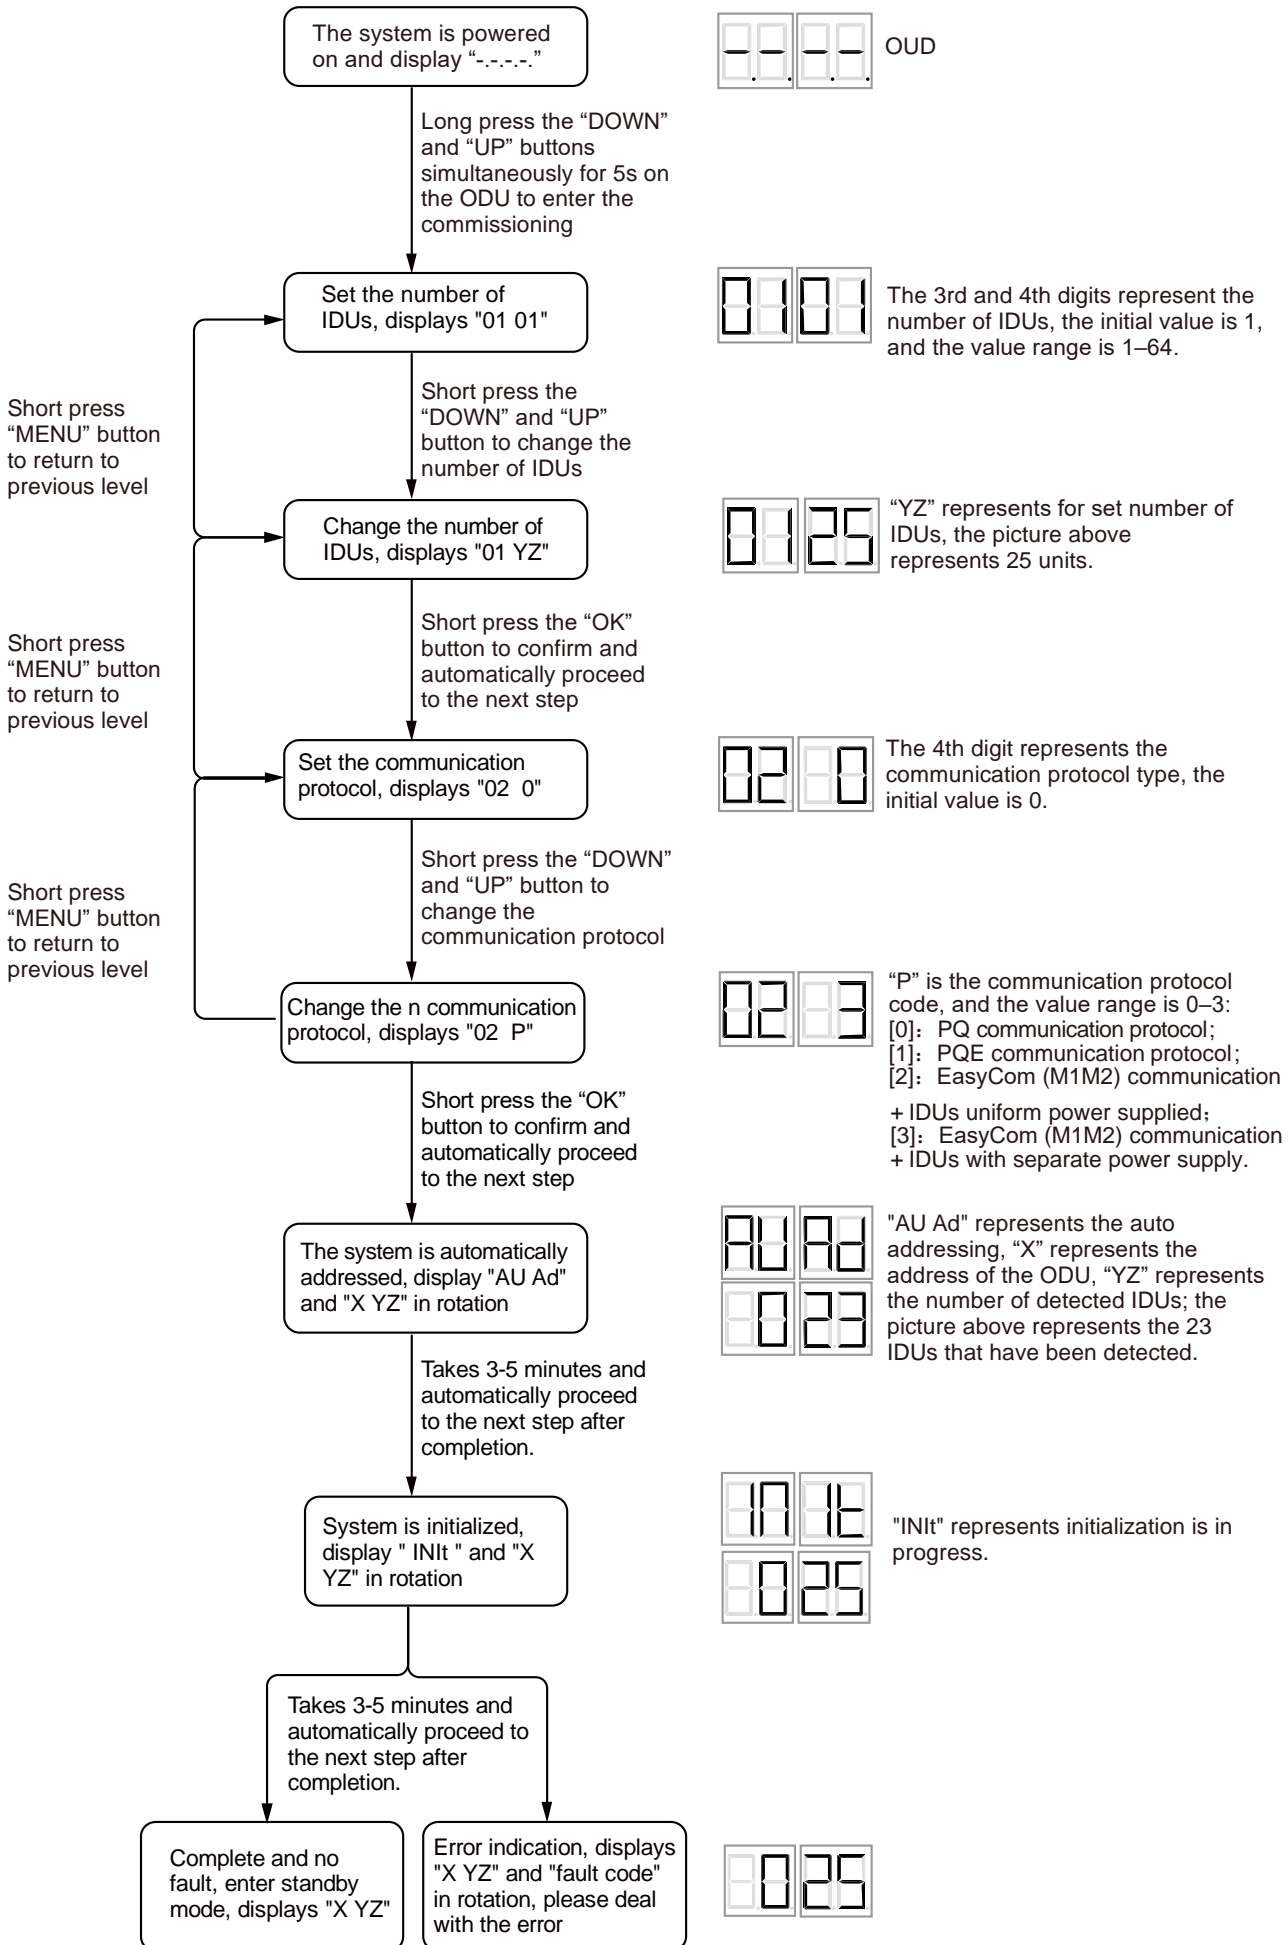 The system is powered
on and display “-.-.-.-.”
-.-.-.-.
OUD
Long press the “DOWN”
and “UP” buttons
simultaneously for 5s on
the ODU to enter the
commissioning
Set the number of
IDUs, displays "01 01"
0101
The 3rd and 4th digits represent the
number of IDUs, the initial value is 1,
and the value range is 1–64.
Short press
“MENU” button
to return to
previous level
Short press the
“DOWN” and “UP”
button to change the
number of IDUs
Change the number of
IDUs, displays "01 YZ"
0125
“YZ” represents for set number of
IDUs, the picture above
represents 25 units.
Short press
“MENU” button
to return to
previous level
Short press the “OK”
button to confirm and
automatically proceed
to the next step
Set the communication
protocol, displays "02  0"
02 0
The 4th digit represents the
communication protocol type, the
initial value is 0.
Short press
“MENU” button
to return to
previous level
Short press the “DOWN”
and “UP” button to
change the
communication protocol
Change the n communication
protocol, displays "02  P"
02 3
“P” is the communication protocol
code, and the value range is 0–3:
[0]：PQ communication protocol;
[1]：PQE communication protocol;
[2]：EasyCom (M1M2) communication
+ IDUs uniform power supplied;
[3]：EasyCom (M1M2) communication
+ IDUs with separate power supply.
Short press the “OK”
button to confirm and
automatically proceed
to the next step
The system is automatically
addressed, display "AU Ad"
and "X YZ" in rotation
AUAd
023
"AU Ad" represents the auto
addressing, “X” represents the
address of the ODU, “YZ” represents
the number of detected IDUs; the
picture above represents the 23
IDUs that have been detected.
Takes 3-5 minutes and
automatically proceed
to the next step after
completion.
System is initialized,
display " INIt " and "X
YZ" in rotation
INIt
025
"INIt" represents initialization is in
progress.
Takes 3-5 minutes and
automatically proceed to
the next step after
completion.
Complete and no
fault, enter standby
mode, displays "X YZ"
Error indication, displays
"X YZ" and "fault code"
in rotation, please deal
with the error
025